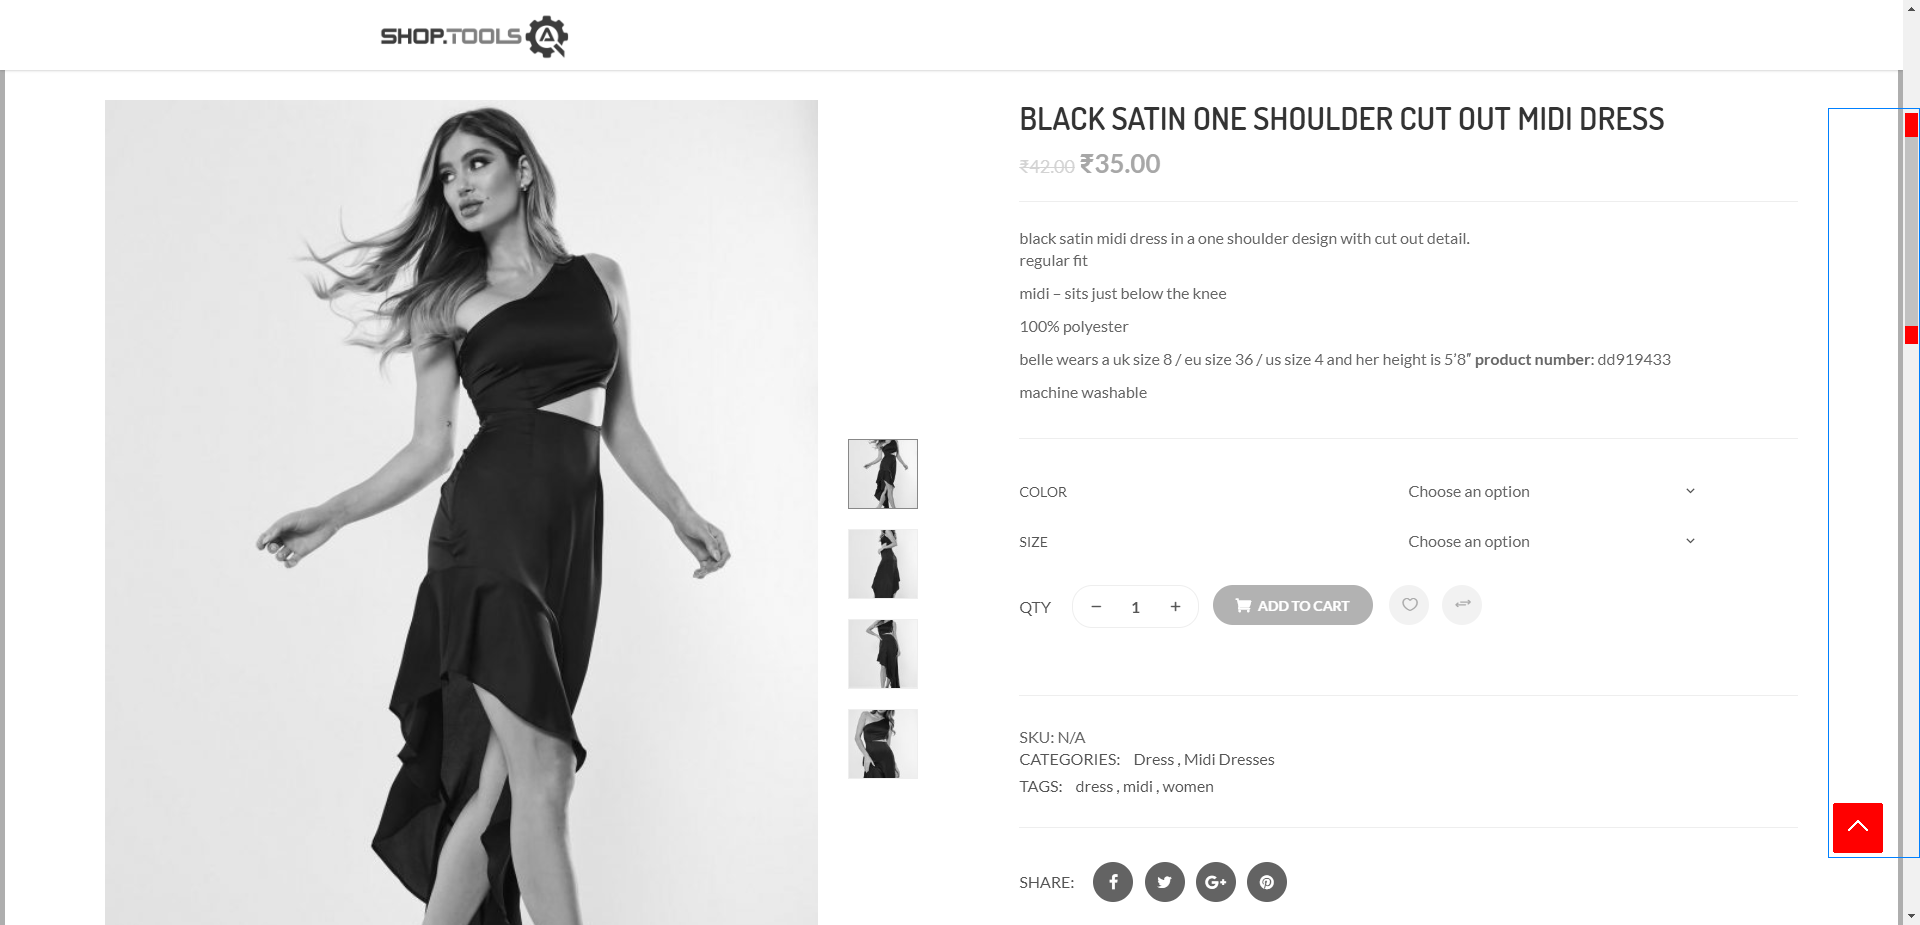 SHOP.TOOLS
BLACK SATIN ONE SHOULDER CUT OUT MIDI DRESS
₹42.00 ₹35.00
black satin midi dress in a one shoulder design with cut out detail.
regular fit
midi – sits just below the knee
100% polyester
belle wears a uk size 8 / eu size 36 / us size 4 and her height is 5’8” product number: dd919433
machine washable
COLOR Choose an option
SIZE Choose an option
QTY − 1 + ADD TO CART
SKU: N/A
CATEGORIES: Dress , Midi Dresses
TAGS: dress , midi , women
SHARE: